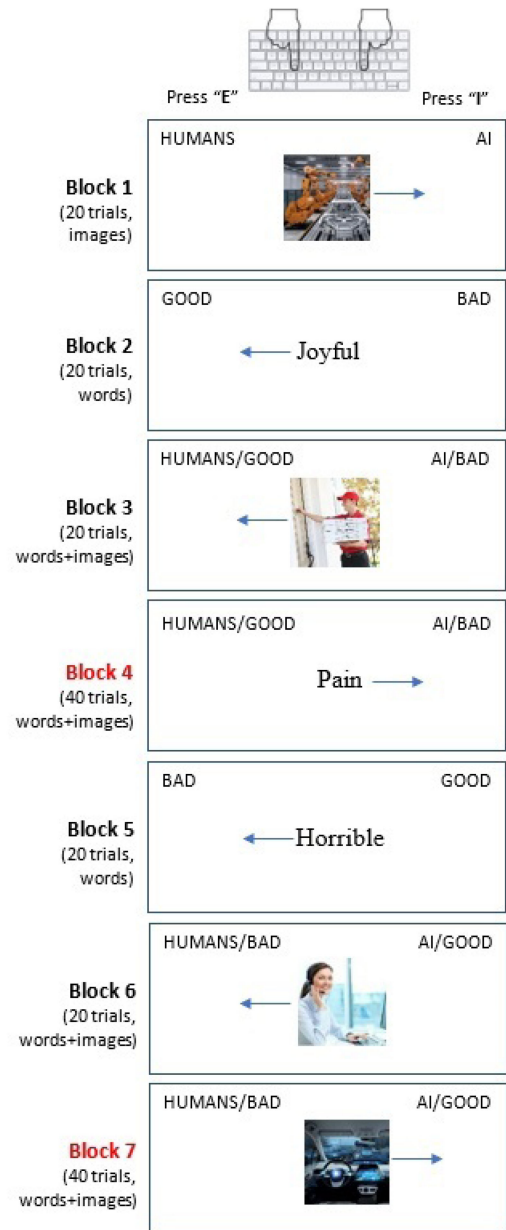 Press “E”
Press “I”
HUMANS
AI
Block 1
(20 trials,
images)
GOOD
BAD
Block 2
(20 trials,
words)
Joyful
HUMANS/GOOD
AI/BAD
Block 3
(20 trials,
words+images)
HUMANS/GOOD
AI/BAD
Block 4
(40 trials,
words+images)
Pain
BAD
GOOD
Block 5
(20 trials,
words)
Horrible
HUMANS/BAD
AI/GOOD
Block 6
(20 trials,
words+images)
HUMANS/BAD
AI/GOOD
Block 7
(40 trials,
words+images)